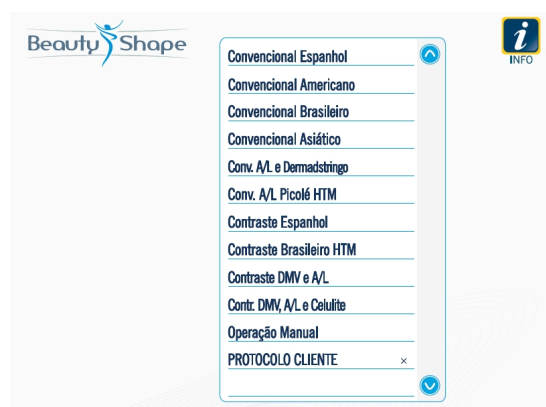 Beauty Shape
INFO
Convencional Espanhol
Convencional Americano
Convencional Brasileiro
Convencional Asiático
Conv. A/L e Dermadstringo
Conv. A/L Picolé HTM
Contraste Espanhol
Contraste Brasileiro HTM
Contraste DMV e A/L
Contr. DMV, A/L e Celulite
Operação Manual
PROTOCOLO CLIENTE ×